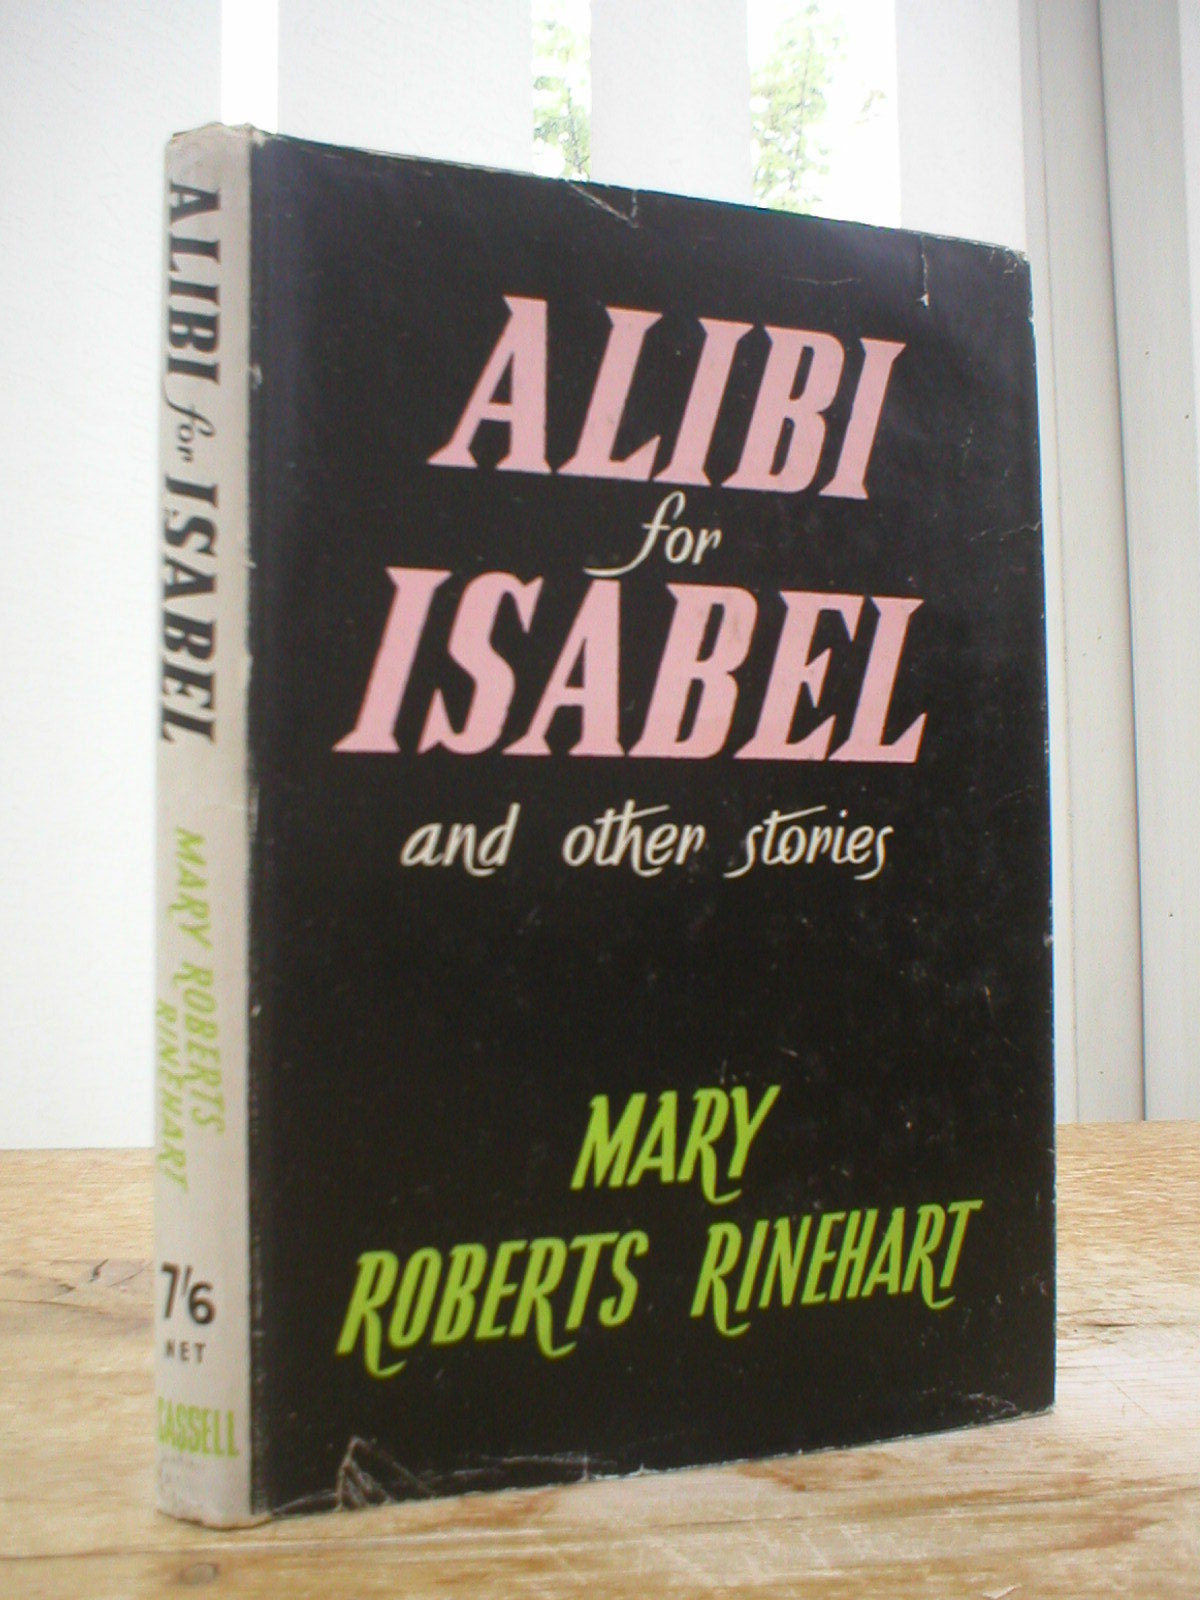 ALIBI for ISABEL
MARY ROBERTS
RINEHART
7/6
NET
CASSELL
ALIBI
for
ISABEL
and other stories
MARY
ROBERTS RINEHART